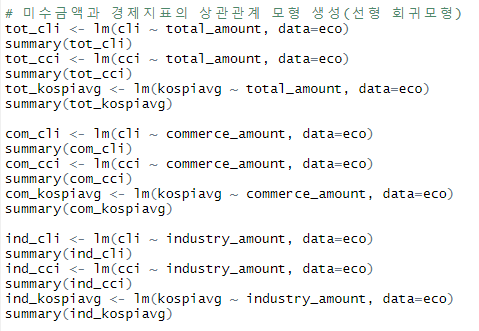 # 미수금액과 경제지표의 상관관계 모형 생성(선형 회귀모형)
tot_cli <- lm(cli ~ total_amount, data=eco)
summary(tot_cli)
tot_cci <- lm(cci ~ total_amount, data=eco)
summary(tot_cci)
tot_kospiavg <- lm(kospiavg ~ total_amount, data=eco)
summary(tot_kospiavg)
com_cli <- lm(cli ~ commerce_amount, data=eco)
summary(com_cli)
com_cci <- lm(cci ~ commerce_amount, data=eco)
summary(com_cci)
com_kospiavg <- lm(kospiavg ~ commerce_amount, data=eco)
summary(com_kospiavg)
ind_cli <- lm(cli ~ industry_amount, data=eco)
summary(ind_cli)
ind_cci <- lm(cci ~ industry_amount, data=eco)
summary(ind_cci)
ind_kospiavg <- lm(kospiavg ~ industry_amount, data=eco)
summary(ind_kospiavg)